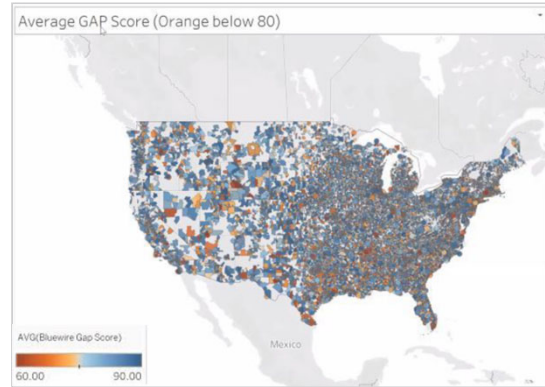 Average GAP Score (Orange below 80)
Mexico
AVG(Bluewire Gap Score)
60.00 90.00